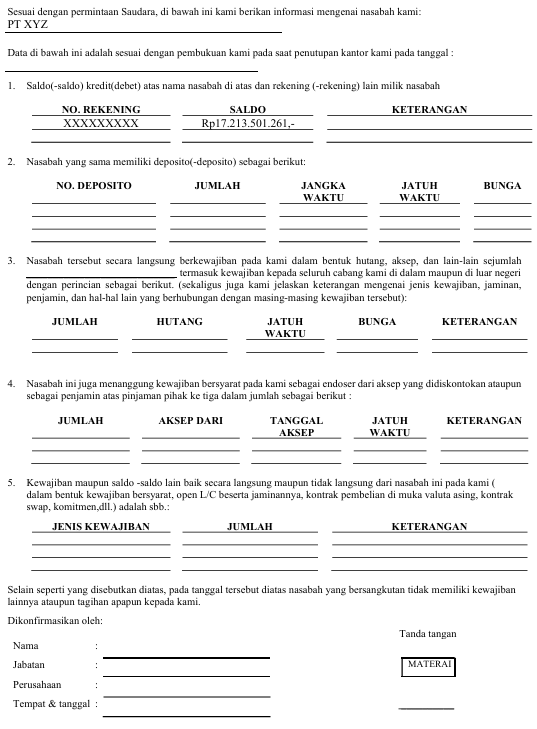 Sesuai dengan permintaan Saudara, di bawah ini kami berikan informasi mengenai nasabah kami:
PT XYZ
Data di bawah ini adalah sesuai dengan pembukuan kami pada saat penutupan kantor kami pada tanggal :
1. Saldo(-saldo) kredit(debet) atas nama nasabah di atas dan rekening (-rekening) lain milik nasabah
NO. REKENING SALDO KETERANGAN
XXXXXXXXX Rp17.213.501.261,-
2. Nasabah yang sama memiliki deposito(-deposito) sebagai berikut:
NO. DEPOSITO JUMLAH JANGKA WAKTU JATUH WAKTU BUNGA
3. Nasabah tersebut secara langsung berkewajiban pada kami dalam bentuk hutang, aksep, dan lain-lain sejumlah
termasuk kewajiban kepada seluruh cabang kami di dalam maupun di luar negeri
dengan perincian sebagai berikut. (sekaligus juga kami jelaskan keterangan mengenai jenis kewajiban, jaminan,
penjamin, dan hal-hal lain yang berhubungan dengan masing-masing kewajiban tersebut):
JUMLAH HUTANG JATUH WAKTU BUNGA KETERANGAN
4. Nasabah ini juga menanggung kewajiban bersyarat pada kami sebagai endoser dari aksep yang didiskontokan ataupun
sebagai penjamin atas pinjaman pihak ke tiga dalam jumlah sebagai berikut :
JUMLAH AKSEP DARI TANGGAL AKSEP JATUH WAKTU KETERANGAN
5. Kewajiban maupun saldo -saldo lain baik secara langsung maupun tidak langsung dari nasabah ini pada kami (
dalam bentuk kewajiban bersyarat, open L/C beserta jaminannya, kontrak pembelian di muka valuta asing, kontrak
swap, komitmen,dll.) adalah sbb.:
JENIS KEWAJIBAN JUMLAH KETERANGAN
Selain seperti yang disebutkan diatas, pada tanggal tersebut diatas nasabah yang bersangkutan tidak memiliki kewajiban
lainnya ataupun tagihan apapun kepada kami.
Dikonfirmasikan oleh:
Tanda tangan
Nama :
Jabatan : MATERAI
Perusahaan :
Tempat & tanggal :